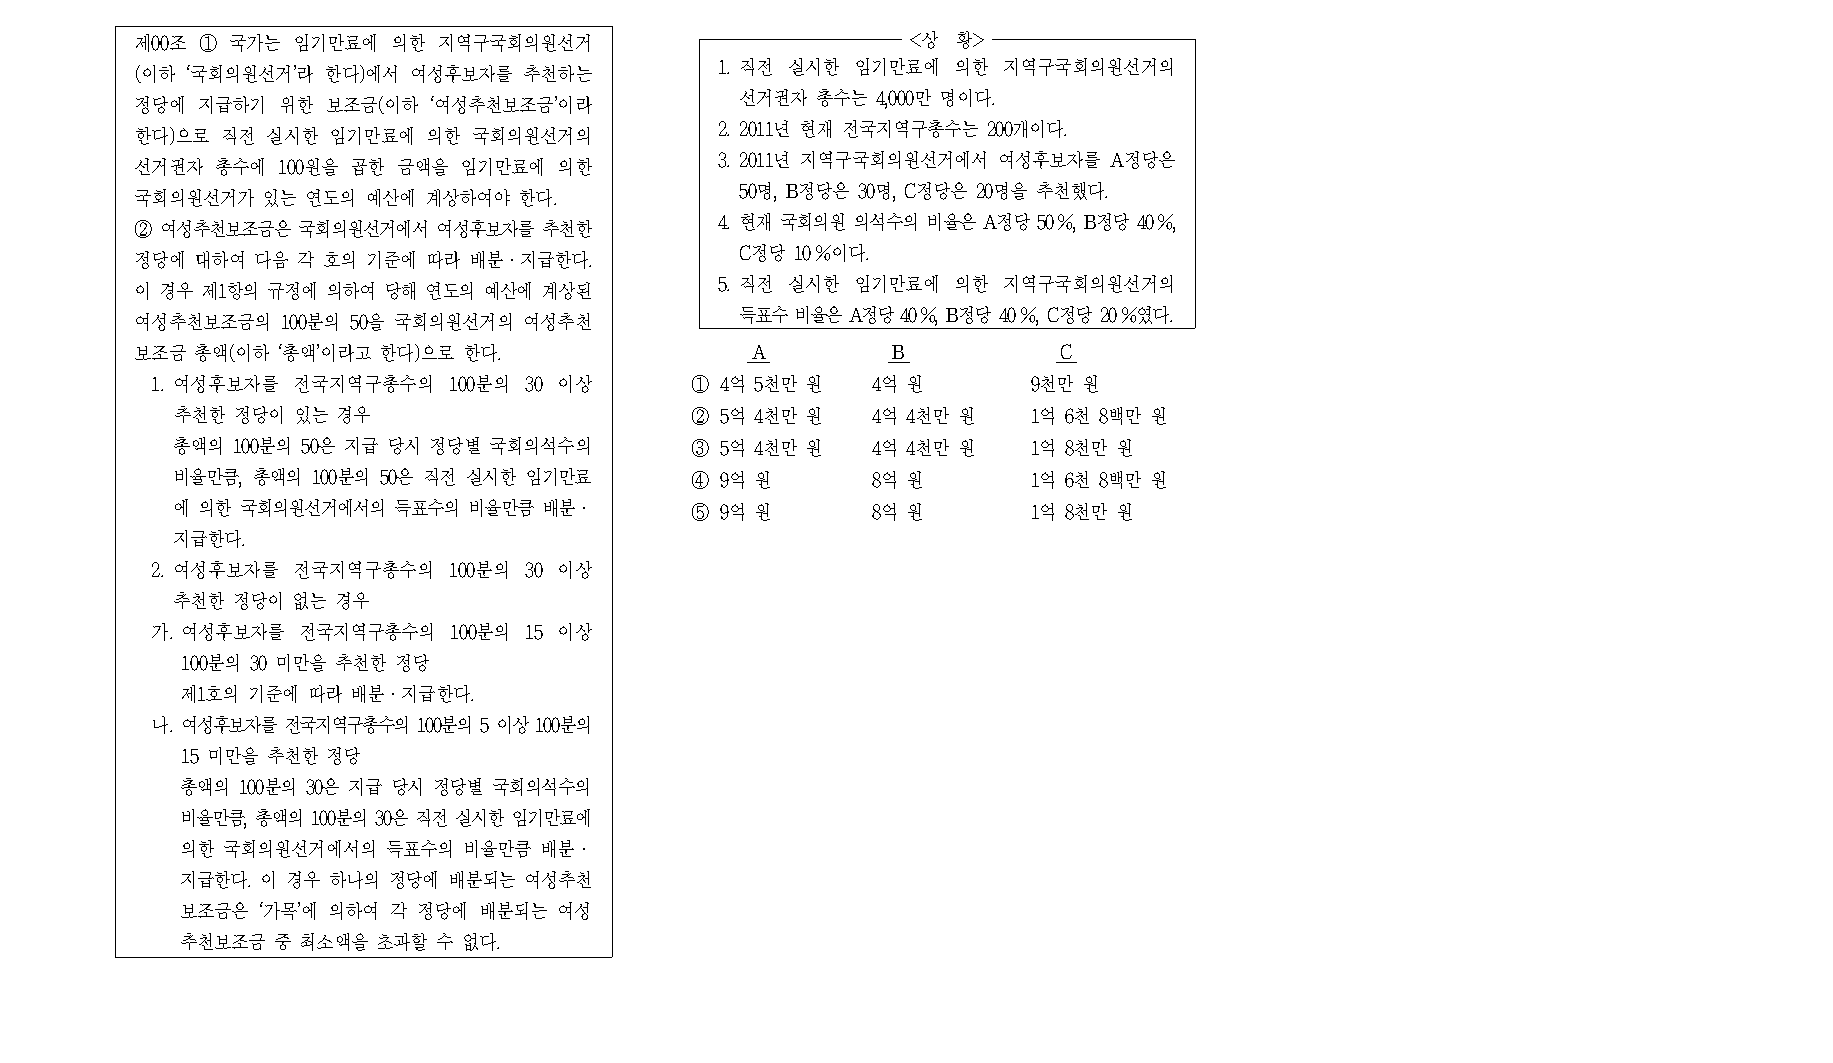 제00조 ① 국가는 임기만료에 의한 지역구국회의원선거
(이하 ‘국회의원선거’라 한다)에서 여성후보자를 추천하는
정당에 지급하기 위한 보조금(이하 ‘여성추천보조금’이라
한다)으로 직전 실시한 임기만료에 의한 국회의원선거의
선거권자 총수에 100원을 곱한 금액을 임기만료에 의한
국회의원선거가 있는 연도의 예산에 계상하여야 한다.
② 여성추천보조금은 국회의원선거에서 여성후보자를 추천한
정당에 대하여 다음 각 호의 기준에 따라 배분·지급한다.
이 경우 제1항의 규정에 의하여 당해 연도의 예산에 계상된
여성추천보조금의 100분의 50을 국회의원선거의 여성추천
보조금 총액(이하 ‘총액’이라고 한다)으로 한다.
1. 여성후보자를 전국지역구총수의 100분의 30 이상
추천한 정당이 있는 경우
총액의 100분의 50은 지급 당시 정당별 국회의석수의
비율만큼, 총액의 100분의 50은 직전 실시한 임기만료
에 의한 국회의원선거에서의 득표수의 비율만큼 배분·
지급한다.
2. 여성후보자를 전국지역구총수의 100분의 30 이상
추천한 정당이 없는 경우
가. 여성후보자를 전국지역구총수의 100분의 15 이상
100분의 30 미만을 추천한 정당
제1호의 기준에 따라 배분·지급한다.
나. 여성후보자를 전국지역구총수의 100분의 5 이상 100분의
15 미만을 추천한 정당
총액의 100분의 30은 지급 당시 정당별 국회의석수의
비율만큼, 총액의 100분의 30은 직전 실시한 임기만료에
의한 국회의원선거에서의 득표수의 비율만큼 배분·
지급한다. 이 경우 하나의 정당에 배분되는 여성추천
보조금은 ‘가목’에 의하여 각 정당에 배분되는 여성
추천보조금 중 최소액을 초과할 수 없다.
<상 황>
1. 직전 실시한 임기만료에 의한 지역구국회의원선거의
선거권자 총수는 4,000만 명이다.
2. 2011년 현재 전국지역구총수는 200개이다.
3. 2011년 지역구국회의원선거에서 여성후보자를 A정당은
50명, B정당은 30명, C정당은 20명을 추천했다.
4. 현재 국회의원 의석수의 비율은 A정당 50%, B정당 40%,
C정당 10%이다.
5. 직전 실시한 임기만료에 의한 지역구국회의원선거의
득표수 비율은 A정당 40%, B정당 40%, C정당 20%였다.
A B C
① 4억 5천만 원 4억 원 9천만 원
② 5억 4천만 원 4억 4천만 원 1억 6천 8백만 원
③ 5억 4천만 원 4억 4천만 원 1억 8천만 원
④ 9억 원 8억 원 1억 6천 8백만 원
⑤ 9억 원 8억 원 1억 8천만 원